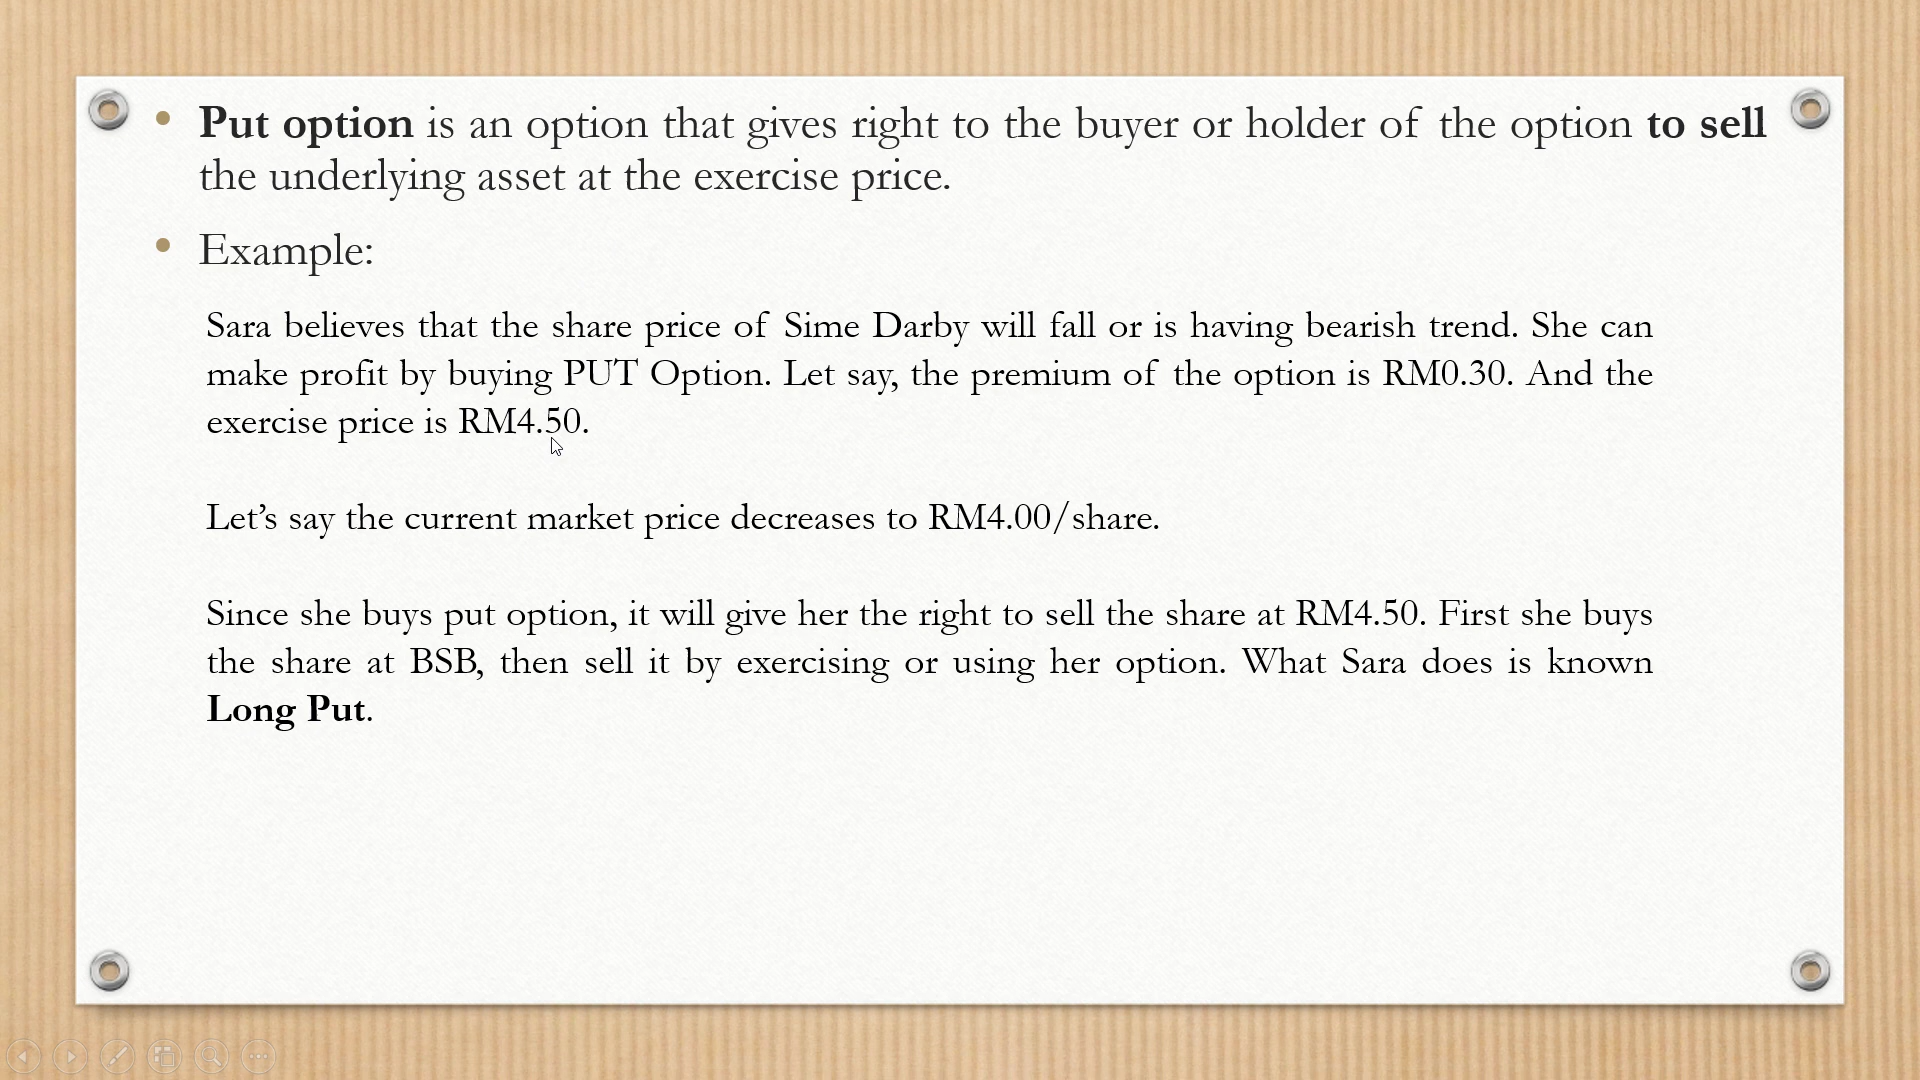 • Put option is an option that gives right to the buyer or holder of the option to sell
the underlying asset at the exercise price.
• Example:
Sara believes that the share price of Sime Darby will fall or is having bearish trend. She can
make profit by buying PUT Option. Let say, the premium of the option is RM0.30. And the
exercise price is RM4.50.
Let’s say the current market price decreases to RM4.00/share.
Since she buys put option, it will give her the right to sell the share at RM4.50. First she buys
the share at BSB, then sell it by exercising or using her option. What Sara does is known
Long Put.